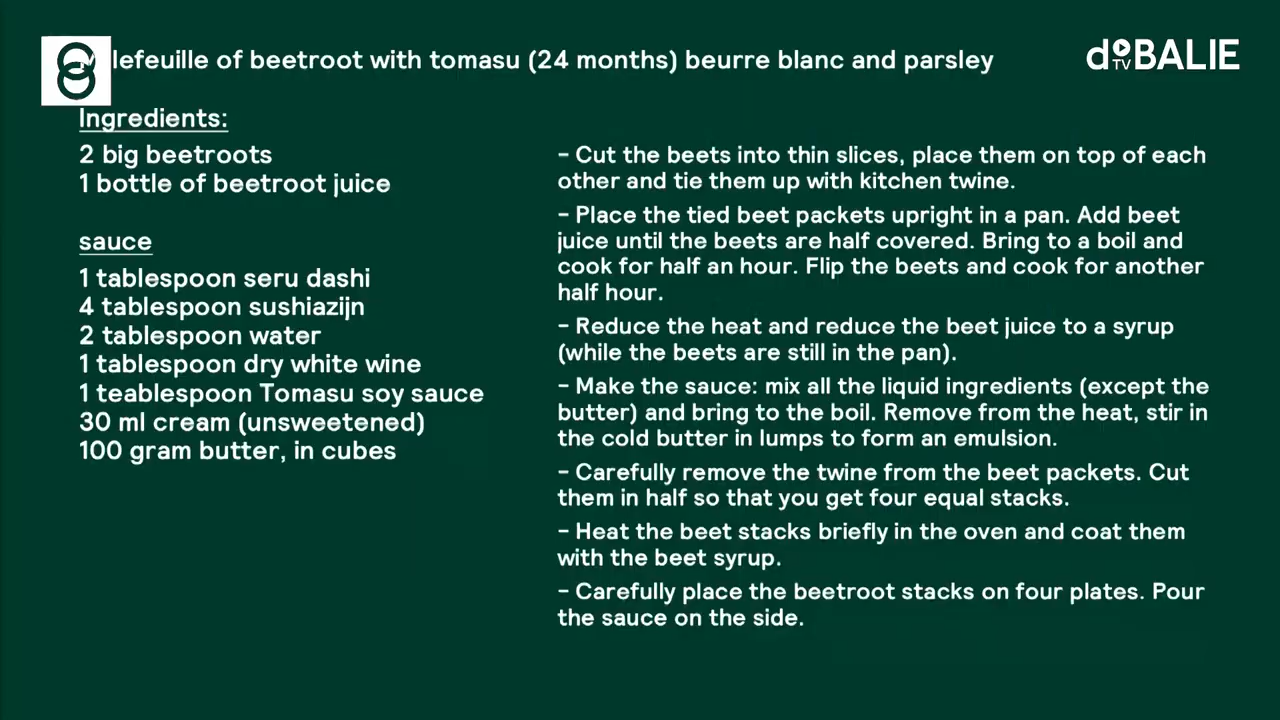 lefeuille of beetroot with tomasu (24 months) beurre blanc and parsley
de BALIE
TV
Ingredients:
2 big beetroots
1 bottle of beetroot juice
sauce
1 tablespoon seru dashi
4 tablespoon sushiazijn
2 tablespoon water
1 tablespoon dry white wine
1 teablespoon Tomasu soy sauce
30 ml cream (unsweetened)
100 gram butter, in cubes
- Cut the beets into thin slices, place them on top of each
other and tie them up with kitchen twine.
- Place the tied beet packets upright in a pan. Add beet
juice until the beets are half covered. Bring to a boil and
cook for half an hour. Flip the beets and cook for another
half hour.
- Reduce the heat and reduce the beet juice to a syrup
(while the beets are still in the pan).
- Make the sauce: mix all the liquid ingredients (except the
butter) and bring to the boil. Remove from the heat, stir in
the cold butter in lumps to form an emulsion.
- Carefully remove the twine from the beet packets. Cut
them in half so that you get four equal stacks.
- Heat the beet stacks briefly in the oven and coat them
with the beet syrup.
- Carefully place the beetroot stacks on four plates. Pour
the sauce on the side.